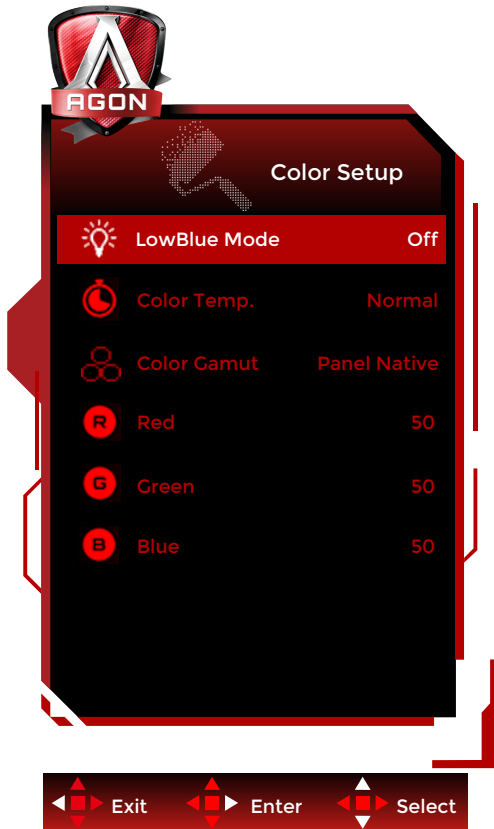 AGON
Color Setup
LowBlue Mode Off
Color Temp. Normal
Color Gamut Panel Native
R Red 50
G Green 50
B Blue 50
Exit Enter Select